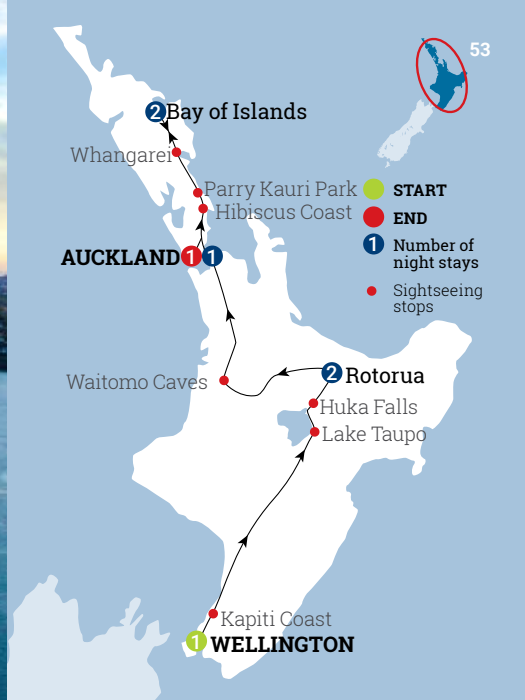 53
2 Bay of Islands
Whangarei
Parry Kauri Park
Hibiscus Coast
START
END
1 Number of
night stays
Sightseeing
stops
AUCKLAND 1 1
Waitomo Caves
2 Rotorua
Huka Falls
Lake Taupo
Kapiti Coast
1 WELLINGTON